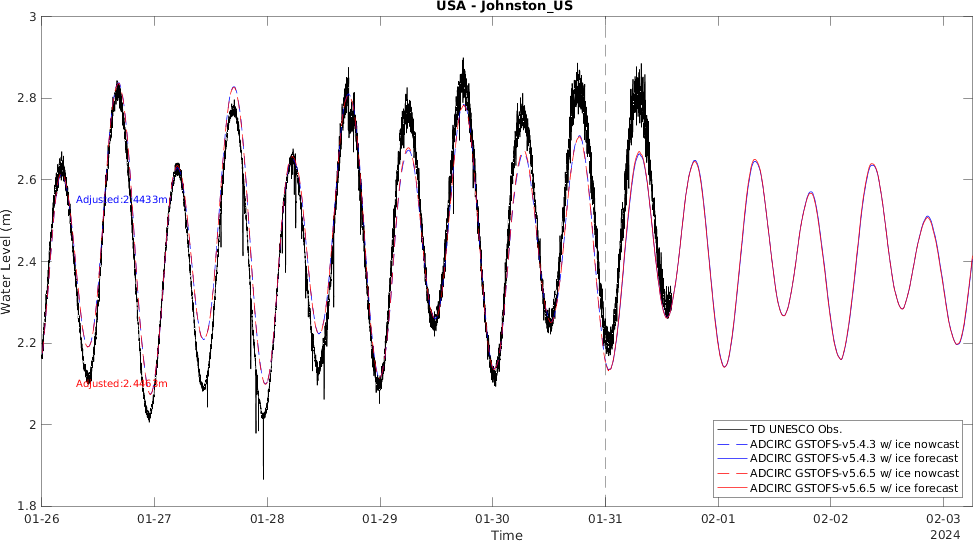 USA - Johnston_US
3
2.8
2.6
2.4
2.2
2
1.8
Water Level (m)
Adjusted:2.4433m
Adjusted:2.4463m
TD UNESCO Obs.
ADCIRC GSTOFS-v5.4.3 w/ ice nowcast
ADCIRC GSTOFS-v5.4.3 w/ ice forecast
ADCIRC GSTOFS-v5.6.5 w/ ice nowcast
ADCIRC GSTOFS-v5.6.5 w/ ice forecast
01-26 01-27 01-28 01-29 01-30 01-31 02-01 02-02 02-03
Time 2024